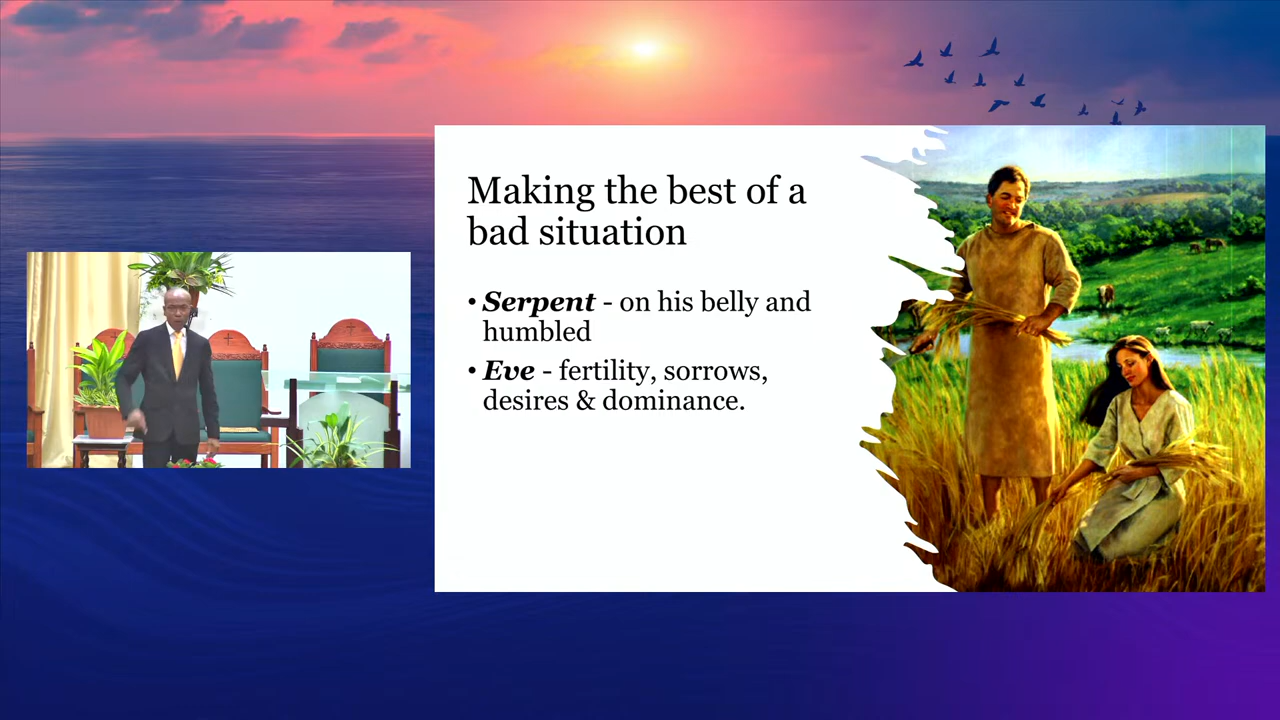 Making the best of a
bad situation
• Serpent - on his belly and
humbled
• Eve - fertility, sorrows,
desires & dominance.